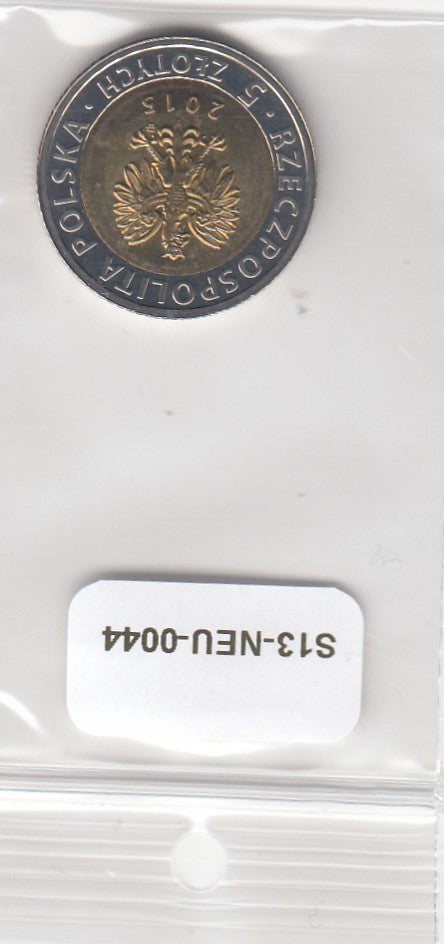 RZECZPOSPOLITA POLSKA
· 5 ZŁOTYCH ·
2015
S13-NEU-0044